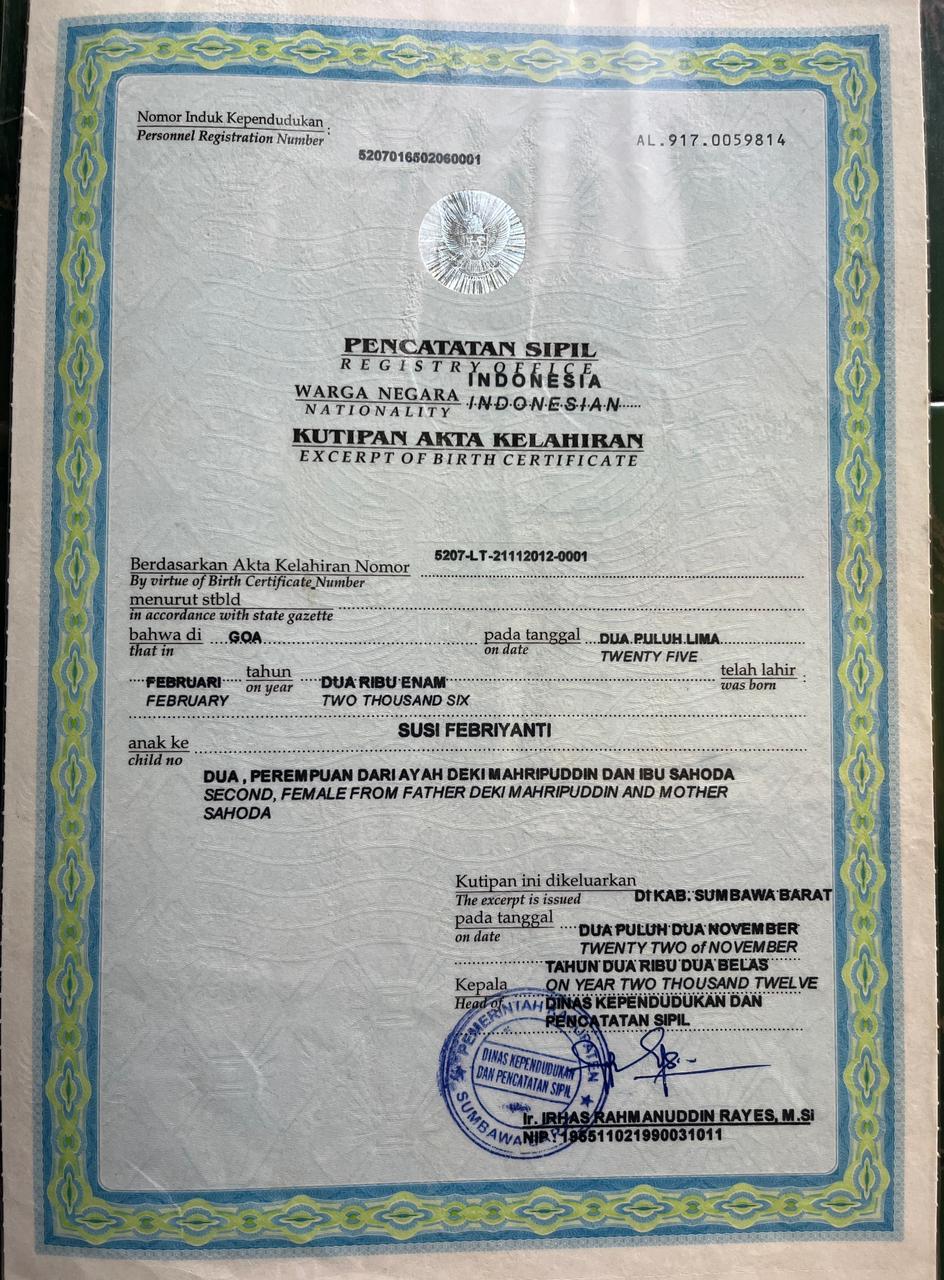 Nomor Induk Kependudukan :
Personnel Registration Number
5207016502060001
AL.917.0059814
PENCATATAN SIPIL
REGISTRY OFFICE
WARGA NEGARA INDONESIA
NATIONALITY INDONESIAN
KUTIPAN AKTA KELAHIRAN
EXCERPT OF BIRTH CERTIFICATE
Berdasarkan Akta Kelahiran Nomor 5207-LT-21112012-0001
By virtue of Birth Certificate Number
menurut stbld
in accordance with state gazette
bahwa di GOA pada tanggal DUA PULUH LIMA
that in on date TWENTY FIVE
FEBRUARI tahun DUA RIBU ENAM telah lahir :
FEBRUARY on year TWO THOUSAND SIX was born
SUSI FEBRIYANTI
anak ke
child no
DUA , PEREMPUAN DARI AYAH DEKI MAHRIPUDDIN DAN IBU SAHODA
SECOND, FEMALE FROM FATHER DEKI MAHRIPUDDIN AND MOTHER
SAHODA
Kutipan ini dikeluarkan DI KAB. SUMBAWA BARAT
The excerpt is issued
pada tanggal DUA PULUH DUA NOVEMBER
on date TWENTY TWO of NOVEMBER
TAHUN DUA RIBU DUA BELAS
Kepala ON YEAR TWO THOUSAND TWELVE
Head of DINAS KEPENDUDUKAN DAN
PENCATATAN SIPIL
PEMERINTAH KABUPATEN
DINAS KEPENDUDUKAN
DAN PENCATATAN SIPIL
SUMBAWA BARAT
Ir. IRHAS RAHMANUDDIN RAYES, M.Si
NIP. 195511021990031011